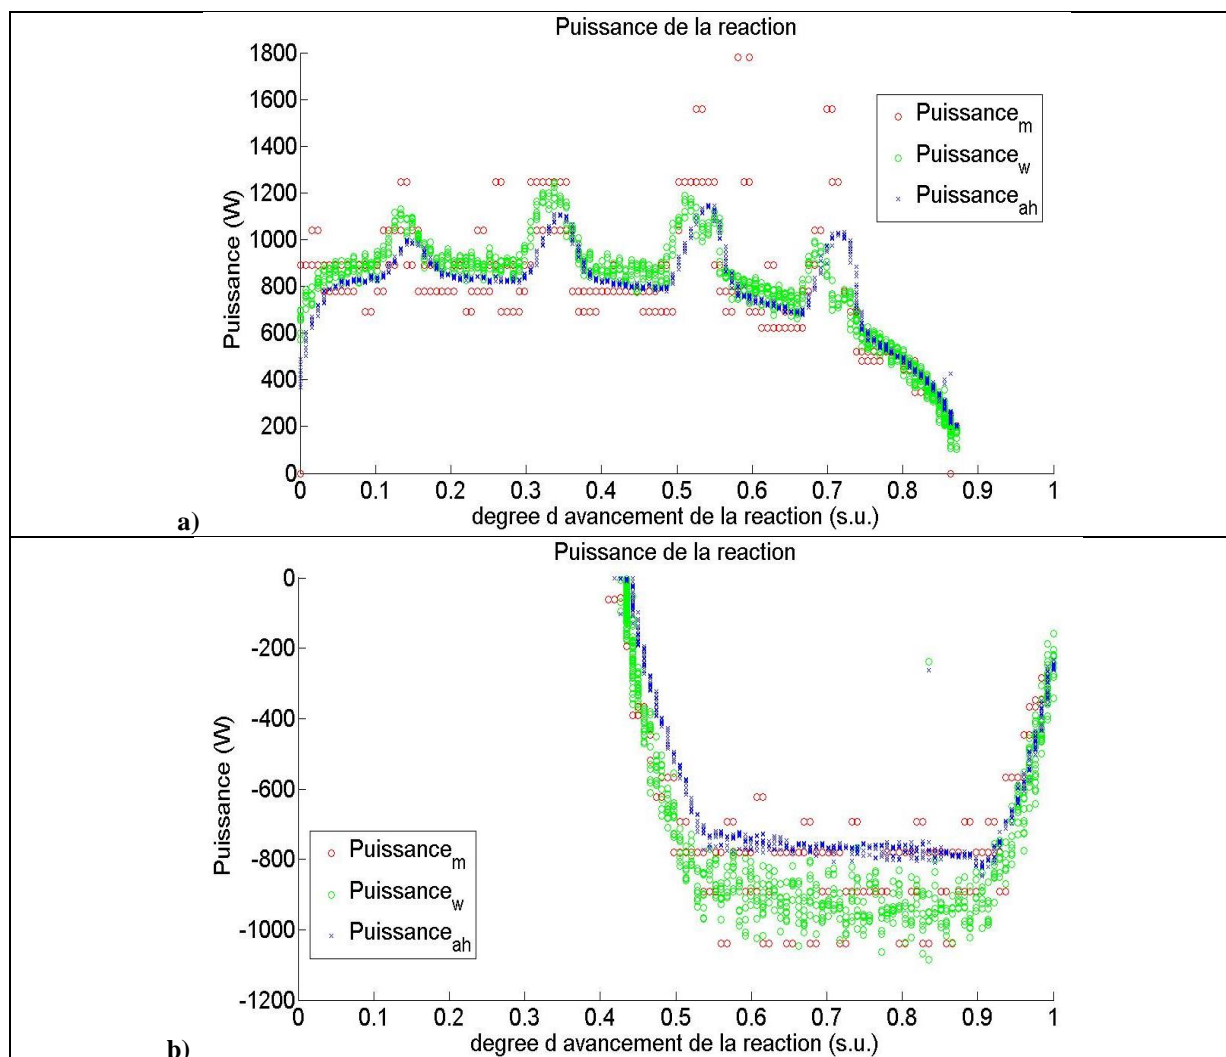 Puissance de la reaction
1800
1600
1400
1200
1000
800
600
400
200
0
Puissance (W)
Puissance_m
Puissance_w
Puissance_ah
0 0.1 0.2 0.3 0.4 0.5 0.6 0.7 0.8 0.9 1
degree d avancement de la reaction (s.u.)
a)
Puissance de la reaction
0
-200
-400
-600
-800
-1000
-1200
Puissance (W)
Puissance_m
Puissance_w
Puissance_ah
0 0.1 0.2 0.3 0.4 0.5 0.6 0.7 0.8 0.9 1
degree d avancement de la reaction (s.u.)
b)